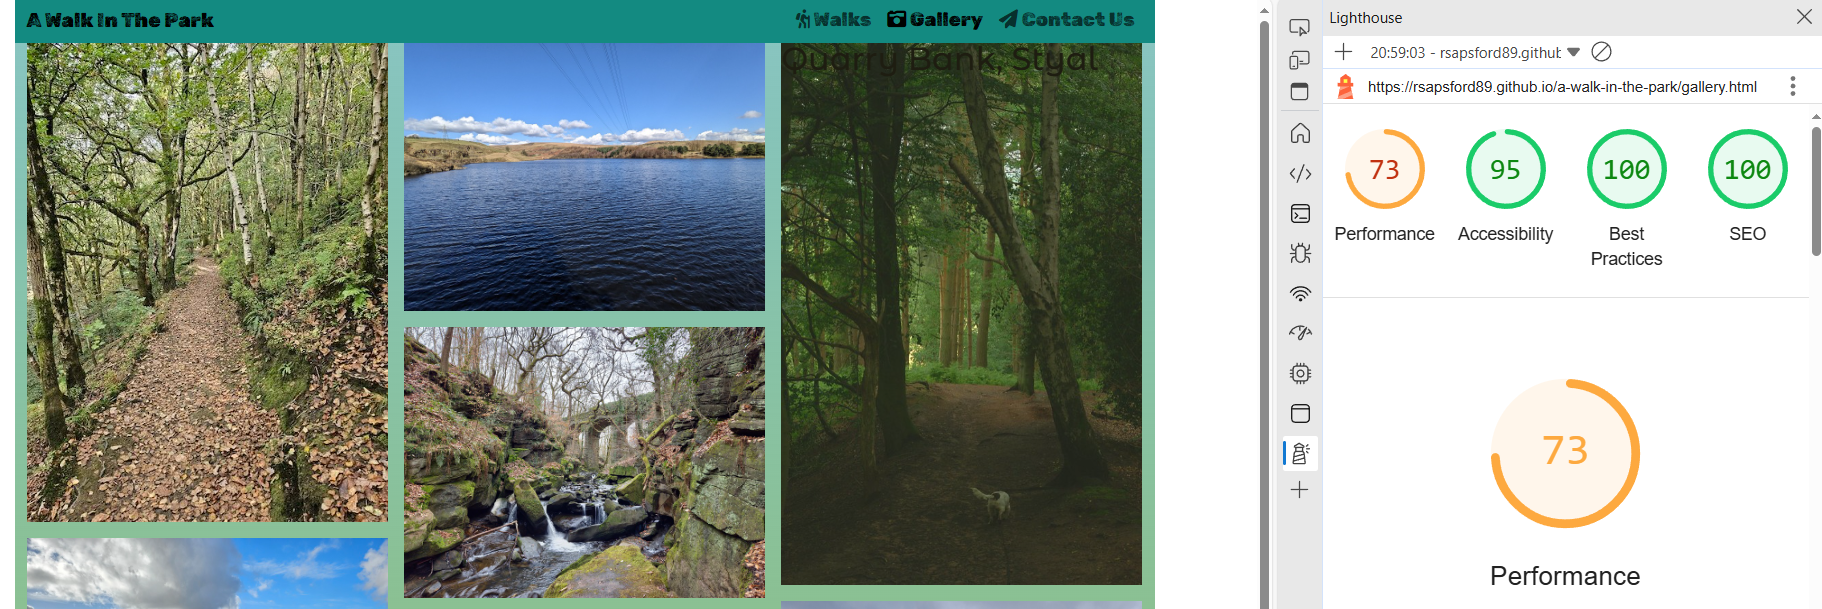 A Walk In The Park
Walks Gallery Contact Us
Quarry Bank, Styal
Lighthouse
20:59:03 - rsapsford89.github
https://rsapsford89.github.io/a-walk-in-the-park/gallery.html
73 95 100 100
Performance Accessibility Best Practices SEO
73
Performance